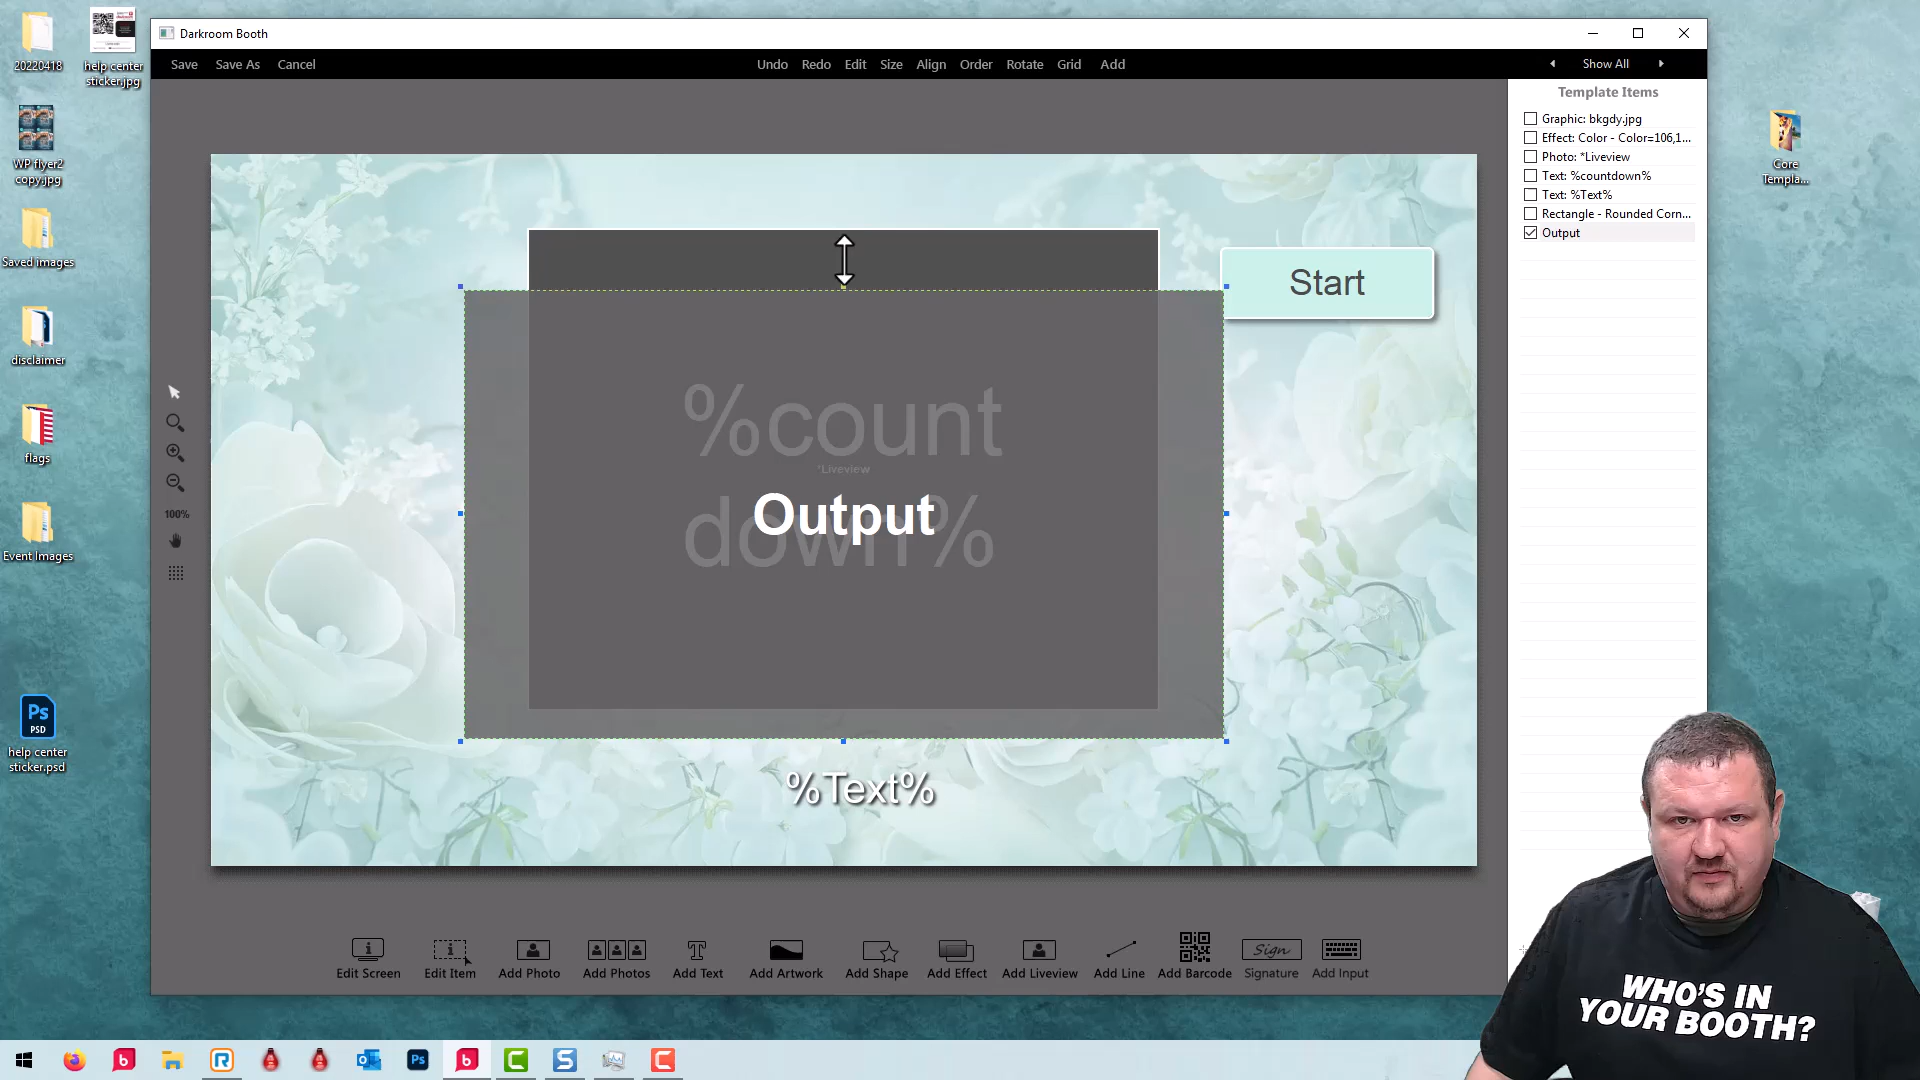 20220418
help center
sticker.jpg
WP flyer2
copy.jpg
Saved images
disclaimer
flags
Event Images
Ps
PSD
help center
sticker.psd
Darkroom Booth
Save
Save As
Cancel
Undo
Redo
Edit
Size
Align
Order
Rotate
Grid
Add
Show All
Template Items
Graphic: bkgdy.jpg
Effect: Color - Color=106,1...
Photo: *Liveview
Text: %countdown%
Text: %Text%
Rectangle - Rounded Corn...
Output
Start
%count
*Liveview
Output
down%
%Text%
100%
Edit Screen
Edit Item
Add Photo
Add Photos
Add Text
Add Artwork
Add Shape
Add Effect
Add Liveview
Add Line
Add Barcode
Sign
Signature
Add Input
Core
Templa...
WHO'S IN
YOUR BOOTH?